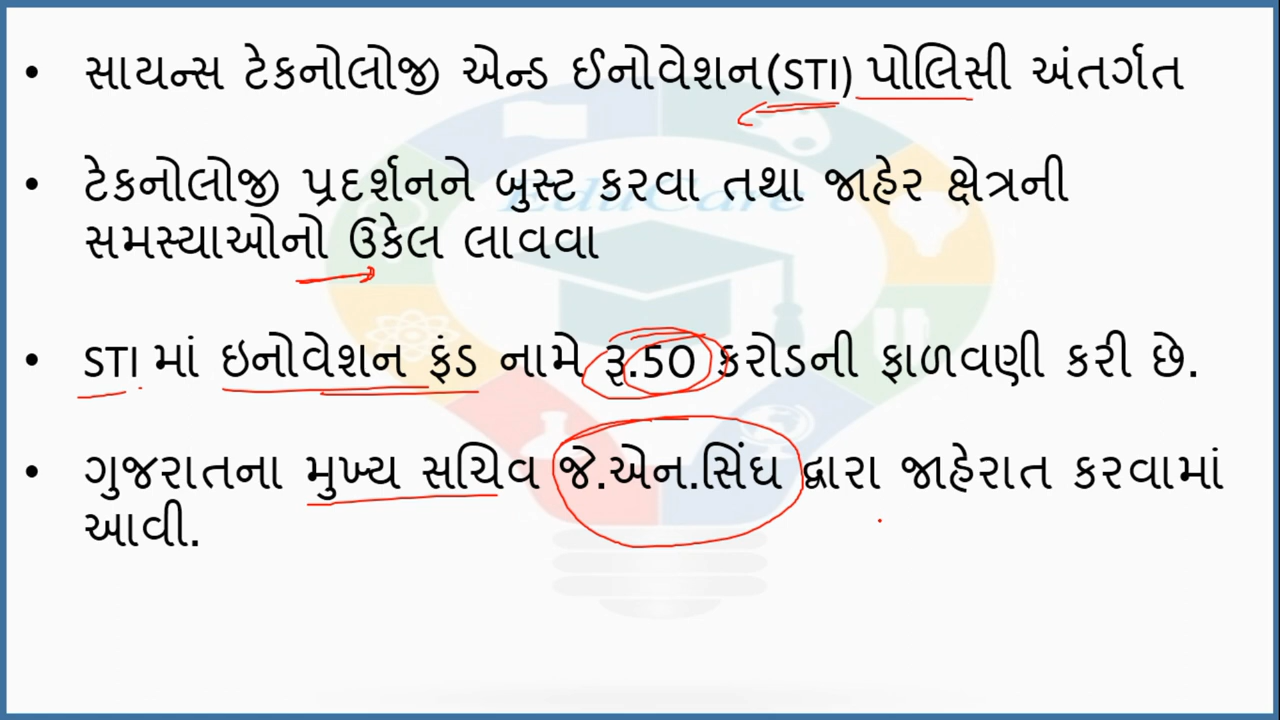 • સાયન્સ ટેકનોલોજી એન્ડ ઈનોવેશન(STI) પોલિસી અંતર્ગત
• ટેકનોલોજી પ્રદર્શનને બુસ્ટ કરવા તથા જાહેર ક્ષેત્રની
સમસ્યાઓનો ઉકેલ લાવવા
• STI માં ઇનોવેશન ફંડ નામે રૂ.50 કરોડની ફાળવણી કરી છે.
• ગુજરાતના મુખ્ય સચિવ જે.એન.સિંઘ દ્વારા જાહેરાત કરવામાં
આવી.
EduCare